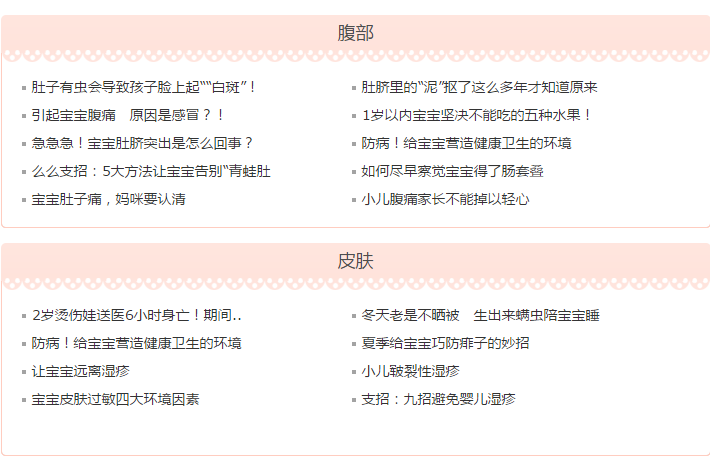 腹部
肚子有虫会导致孩子脸上起““白斑”！
肚脐里的“泥”抠了这么多年才知道原来
引起宝宝腹痛　原因是感冒？！
1岁以内宝宝坚决不能吃的五种水果！
急急急！宝宝肚脐突出是怎么回事？
防病！给宝宝营造健康卫生的环境
么么支招：5大方法让宝宝告别“青蛙肚
如何尽早察觉宝宝得了肠套叠
宝宝肚子痛，妈咪要认清
小儿腹痛家长不能掉以轻心
皮肤
2岁烫伤娃送医6小时身亡！期间..
冬天老是不晒被　生出来螨虫陪宝宝睡
防病！给宝宝营造健康卫生的环境
夏季给宝宝巧防痱子的妙招
让宝宝远离湿疹
小儿皲裂性湿疹
宝宝皮肤过敏四大环境因素
支招：九招避免婴儿湿疹